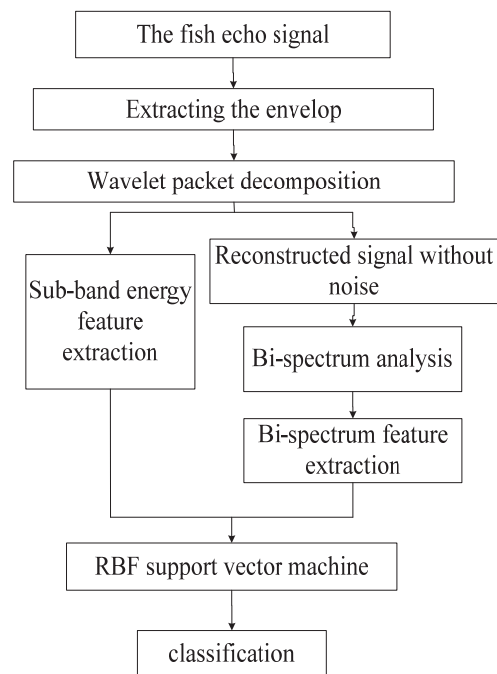 The fish echo signal
Extracting the envelop
Wavelet packet decomposition
Sub-band energy
feature
extraction
Reconstructed signal without
noise
Bi-spectrum analysis
Bi-spectrum feature
extraction
RBF support vector machine
classification